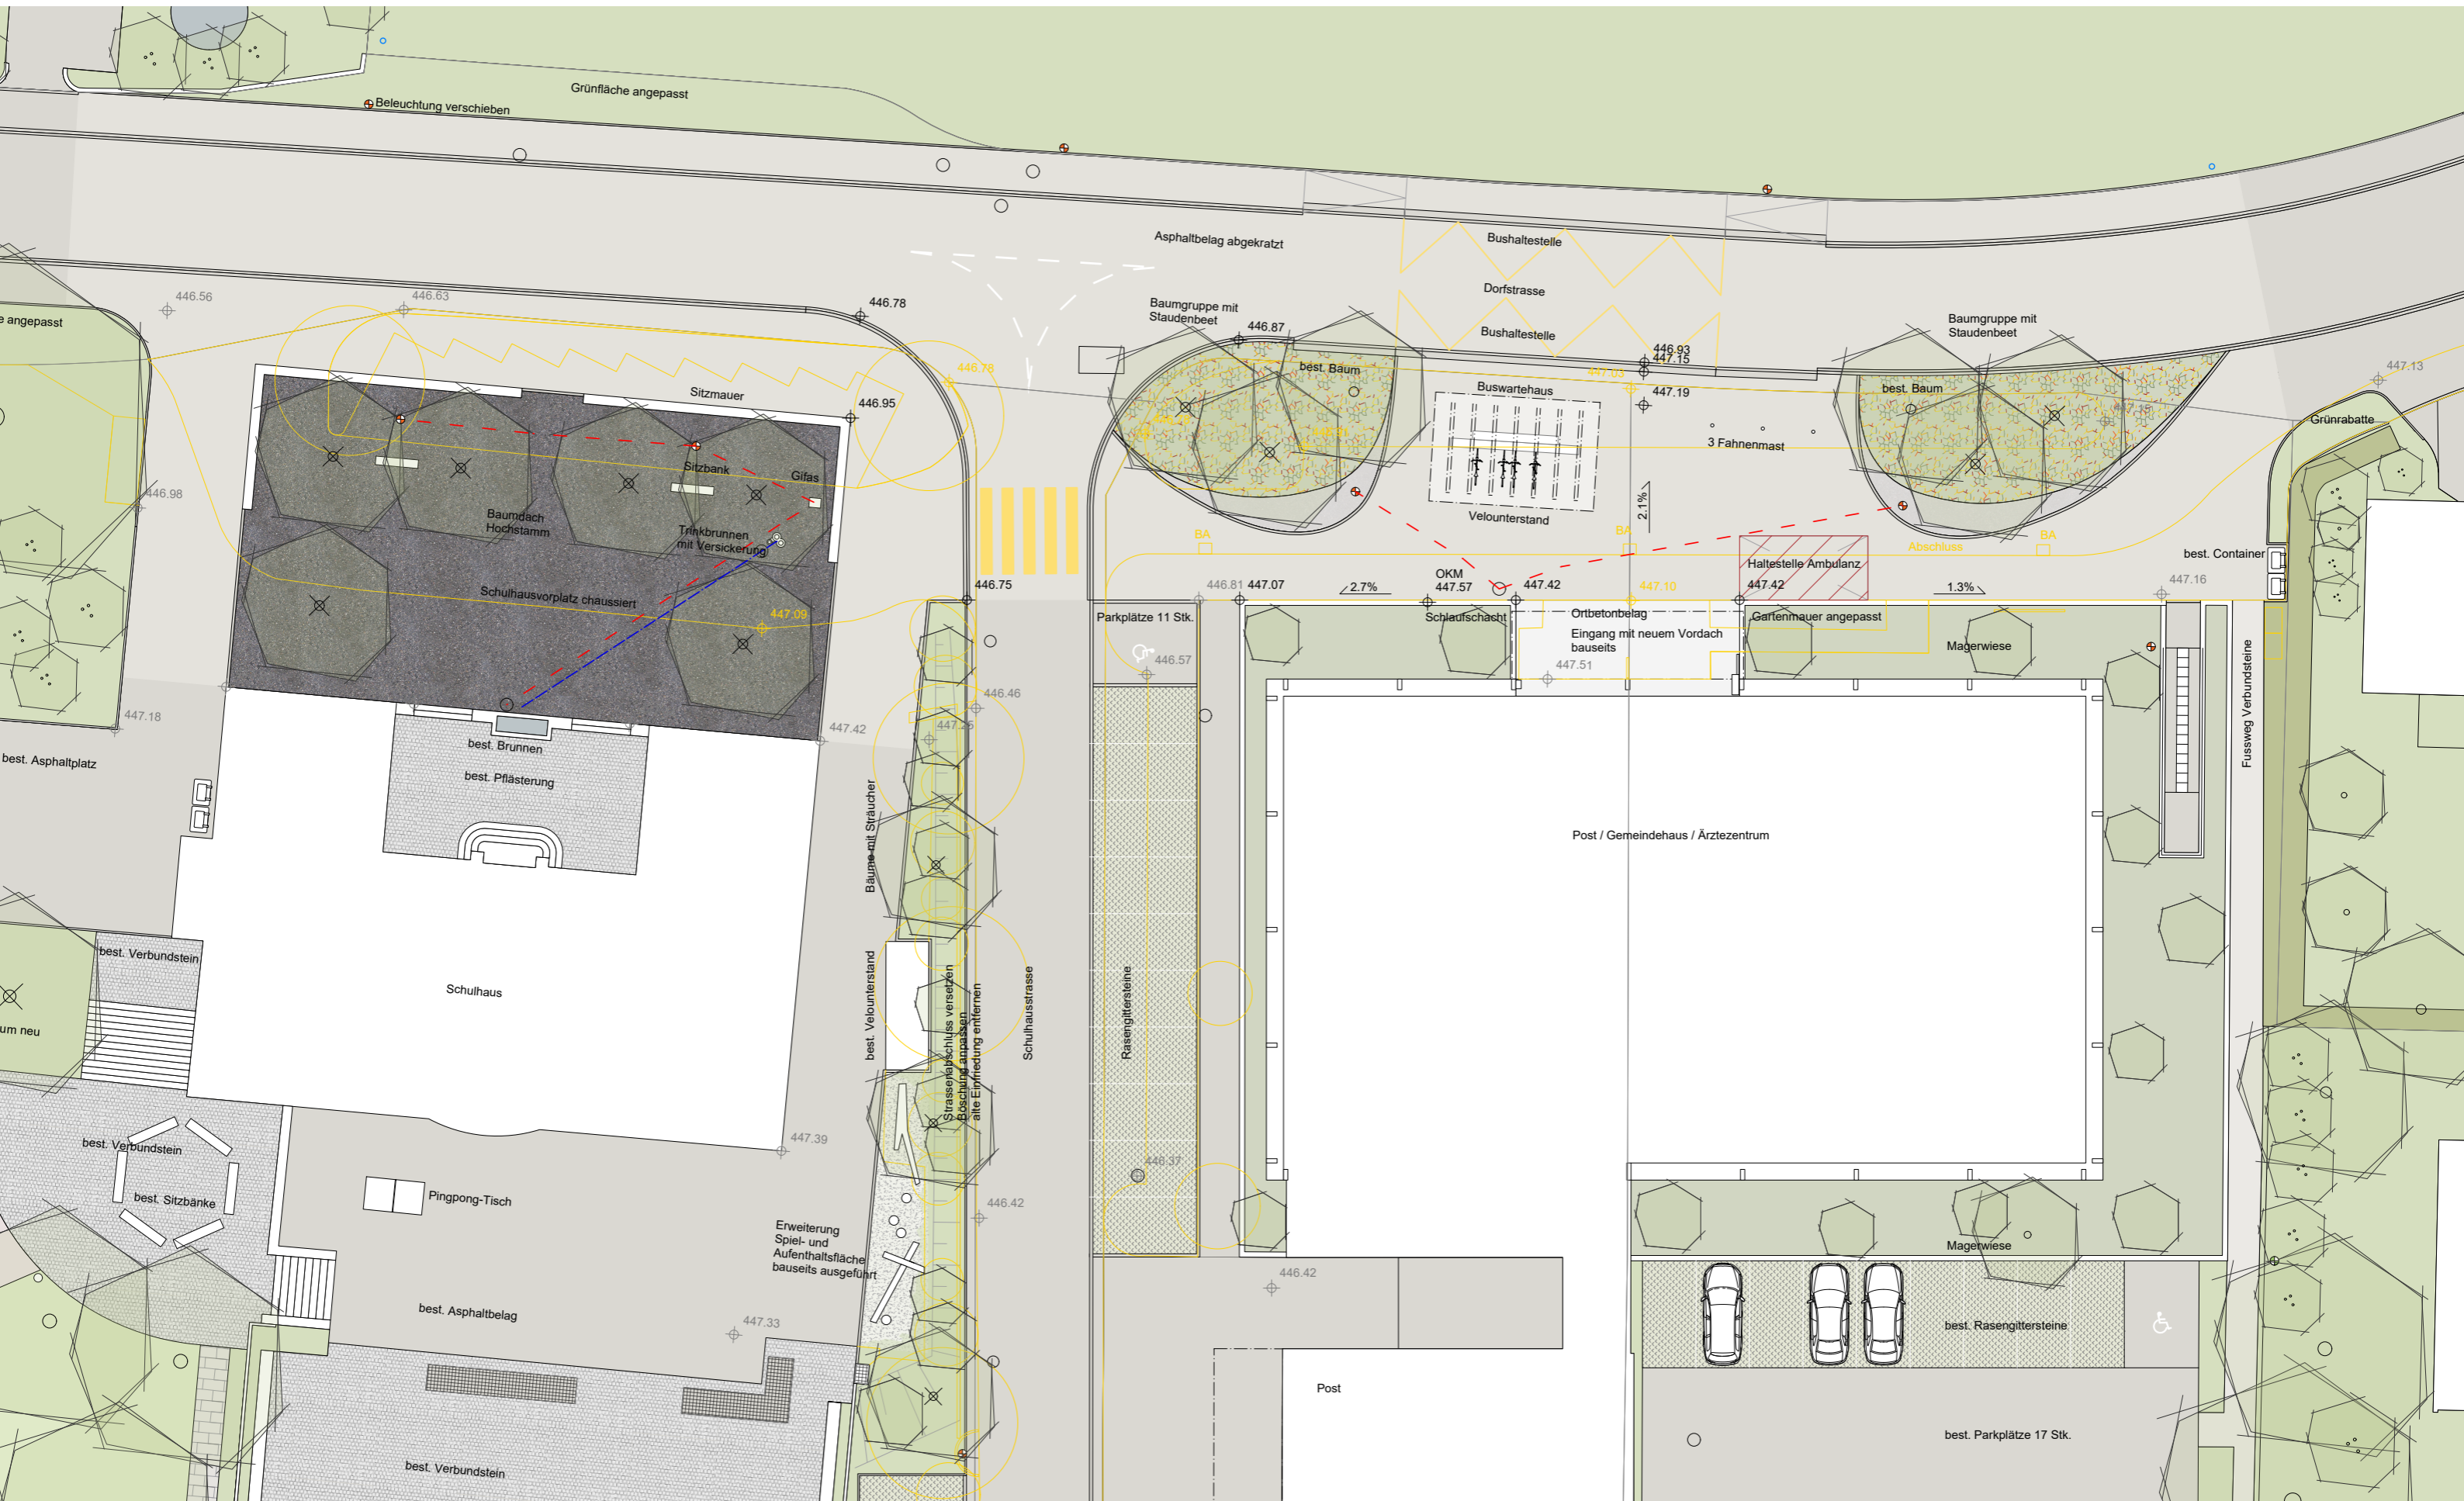 Grünfläche angepasst
Beleuchtung verschieben
Asphaltbelag abgekratzt
Bushaltestelle
Dorfstrasse
Bushaltestelle
Baumgruppe mit
Staudenbeet
Baumgruppe mit
Staudenbeet
446.56
446.63
446.78
446.87
446.93
447.15
447.03
447.19
447.13
angepasst
446.78
446.95
Sitzmauer
best. Baum
Buswartehaus
best. Baum
Grünrabatte
3 Fahnenmast
Sitzbank
Gifas
446.98
Baumdach
Hochstamm
Trinkbrunnen
mit Versickerung
Velounterstand
2.1%
BA
BA
BA
Abschluss
best. Container
Haltestelle Ambulanz
Schulhausvorplatz chaussiert
447.09
446.75
446.81
447.07
2.7%
OKM
447.57
447.42
447.10
447.42
1.3%
447.16
Parkplätze 11 Stk.
Schlaufschacht
Ortbetonbelag
Gartenmauer angepasst
Eingang mit neuem Vordach
bauseits
Magerwiese
446.57
447.51
446.46
447.18
447.42
447.25
Fussweg Verbundsteine
best. Asphaltplatz
best. Brunnen
best. Pflästerung
Bäume mit Sträucher
Post / Gemeindehaus / Ärztezentrum
best. Verbundstein
Schulhaus
um neu
best. Velounterstand
Strassenabschluss versetzen
Böschung anpassen
alte Einfriedung entfernen
Schulhausstrasse
Rasengittersteine
best. Verbundstein
447.39
446.37
best. Sitzbänke
Pingpong-Tisch
446.42
Erweiterung
Spiel- und
Aufenthaltsfläche
bauseits ausgeführt
Magerwiese
446.42
best. Asphaltbelag
447.33
best. Rasengittersteine
Post
best. Parkplätze 17 Stk.
best. Verbundstein